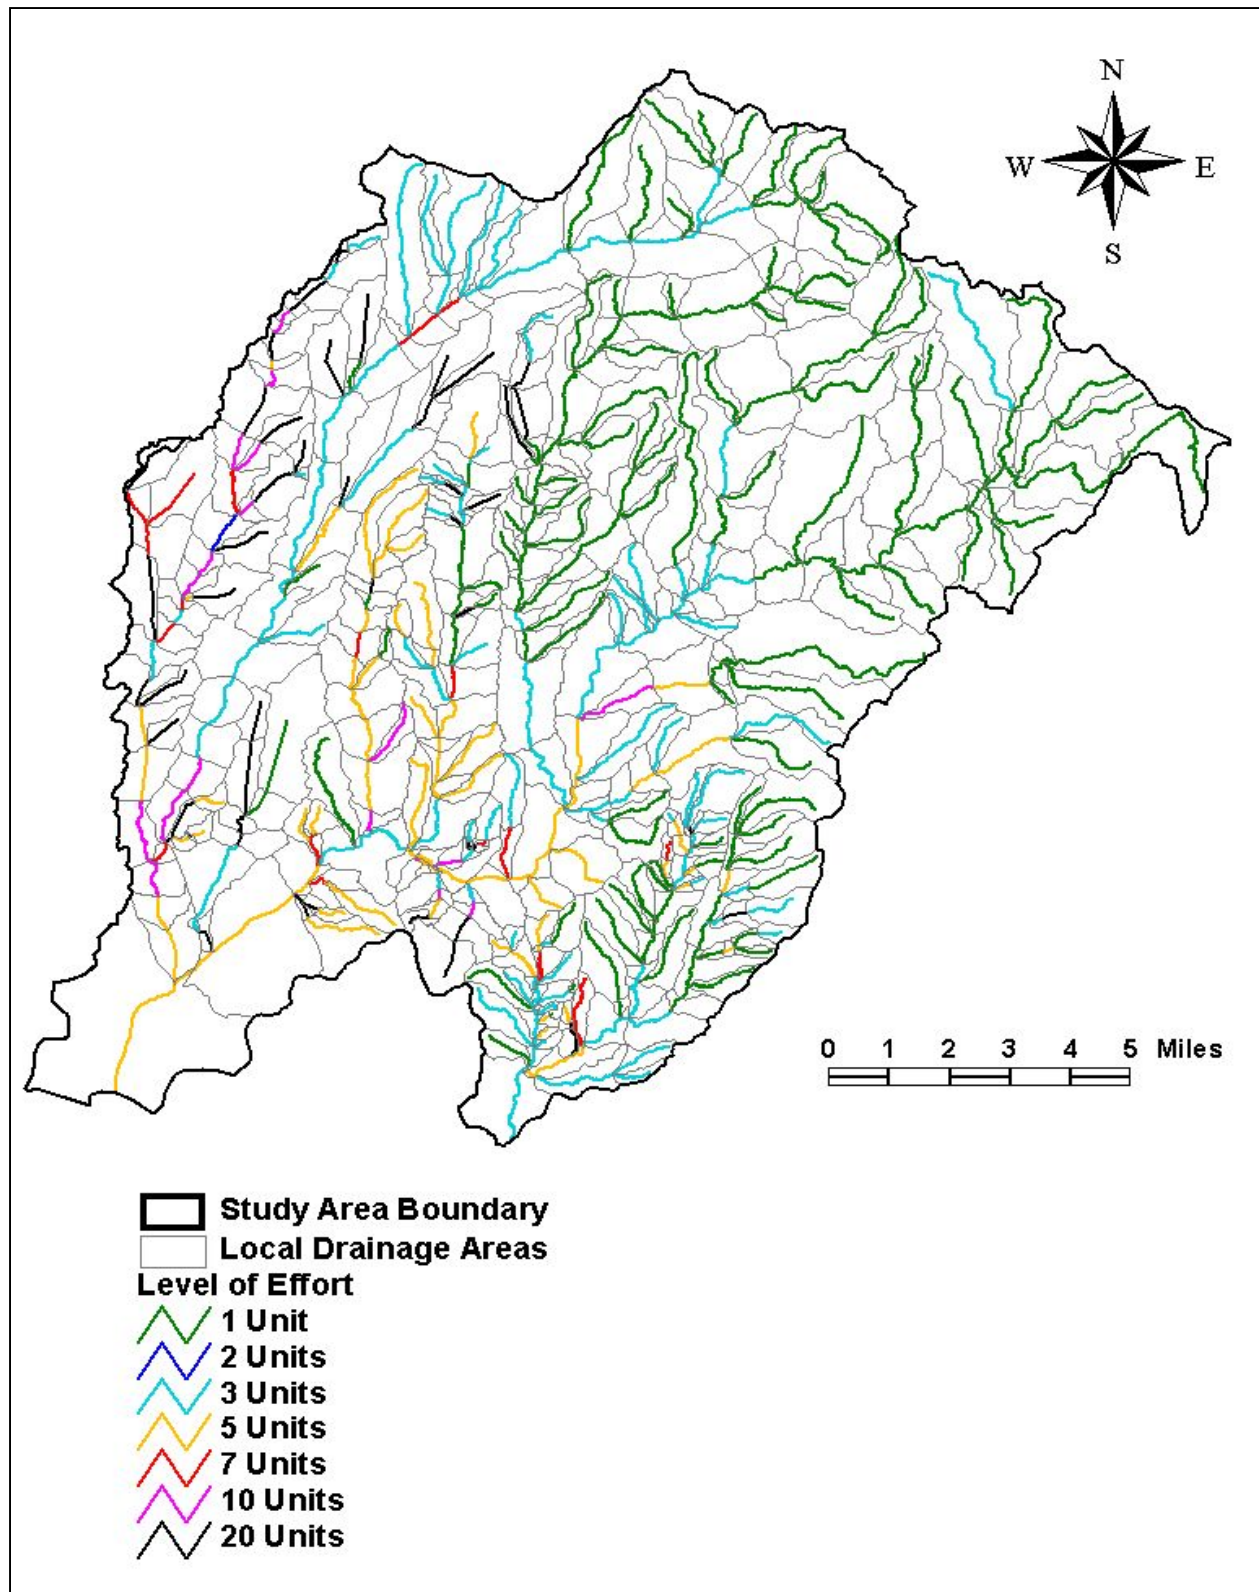 N
W E
S
0 1 2 3 4 5 Miles
Study Area Boundary
Local Drainage Areas
Level of Effort
1 Unit
2 Units
3 Units
5 Units
7 Units
10 Units
20 Units